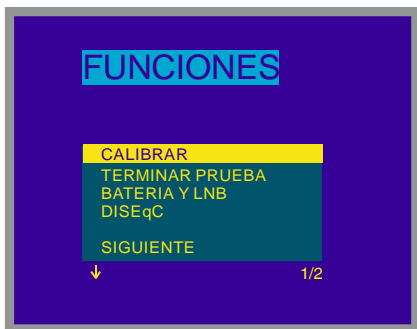 FUNCIONES
CALIBRAR
TERMINAR PRUEBA
BATERIA Y LNB
DISEqC
SIGUIENTE
↓ 1/2